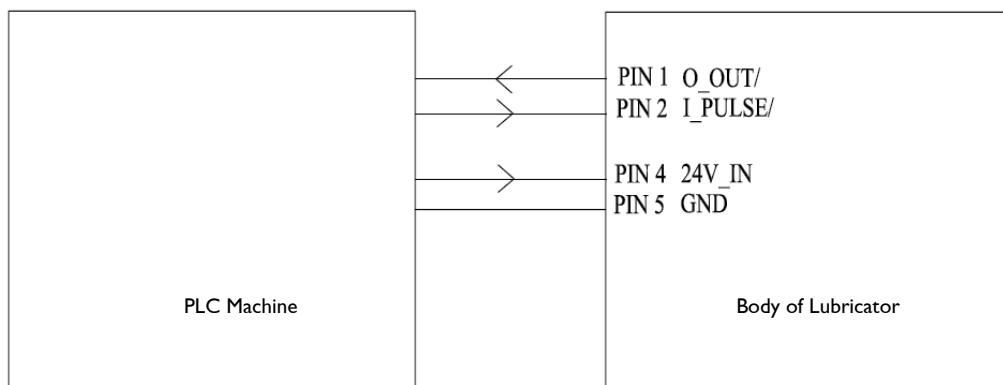 PIN 1 O_OUT/
PIN 2 I_PULSE/
PIN 4 24V_IN
PIN 5 GND
PLC Machine
Body of Lubricator